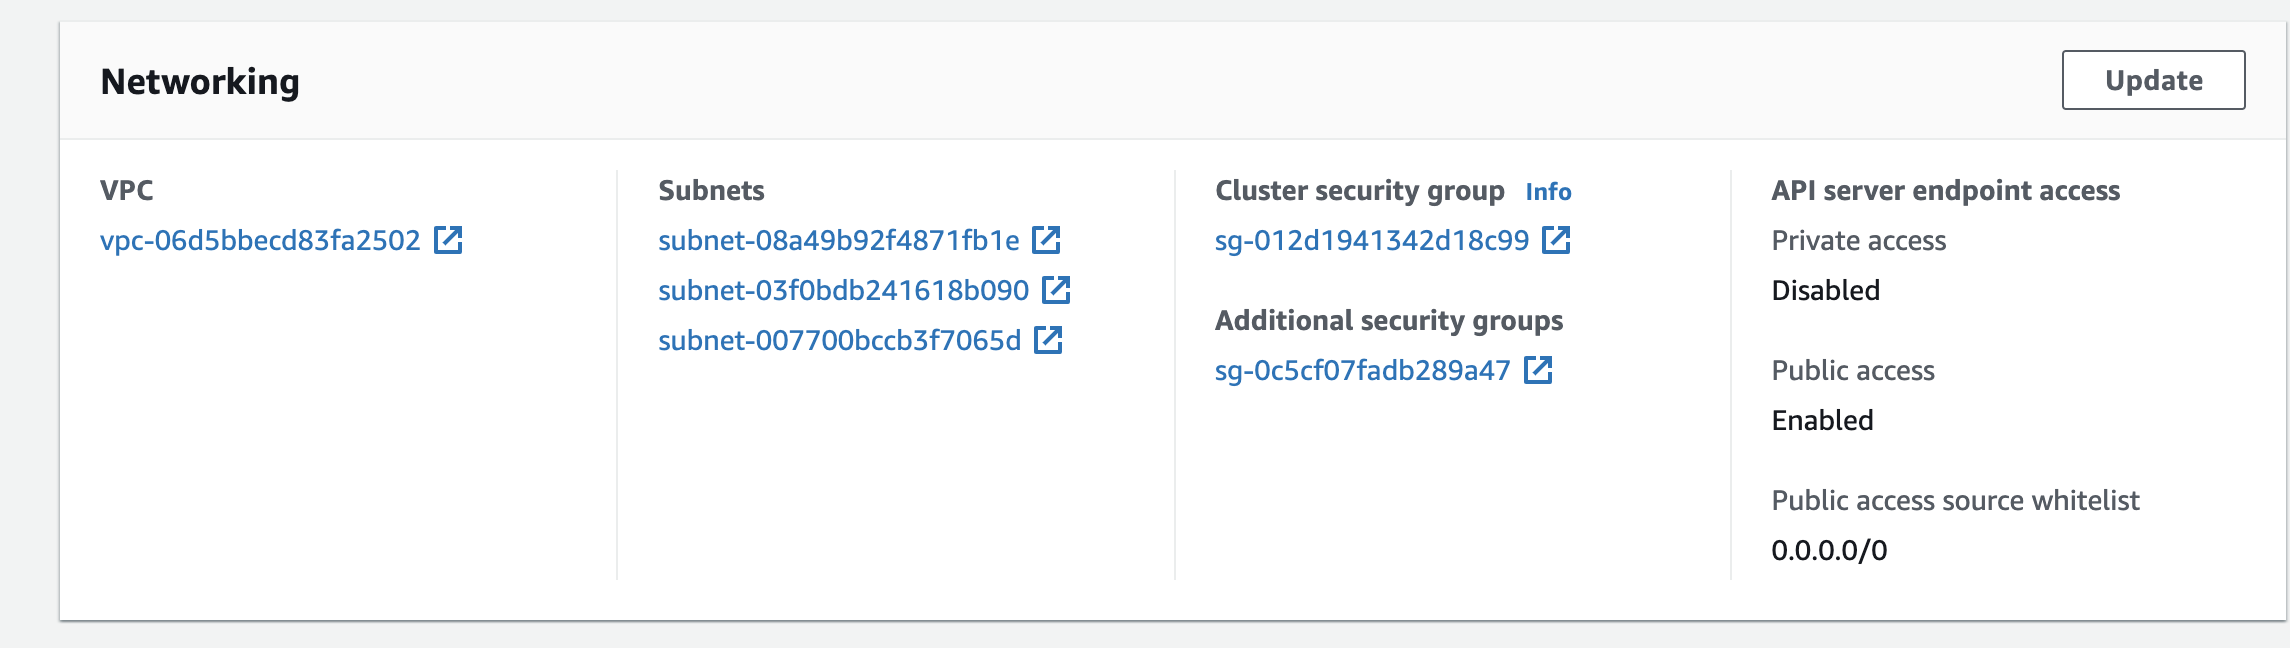 Networking
Update
VPC
vpc-06d5bbecd83fa2502
Subnets
subnet-08a49b92f4871fb1e
subnet-03f0bdb241618b090
subnet-007700bccb3f7065d
Cluster security group Info
sg-012d1941342d18c99
Additional security groups
sg-0c5cf07fadb289a47
API server endpoint access
Private access
Disabled
Public access
Enabled
Public access source whitelist
0.0.0.0/0